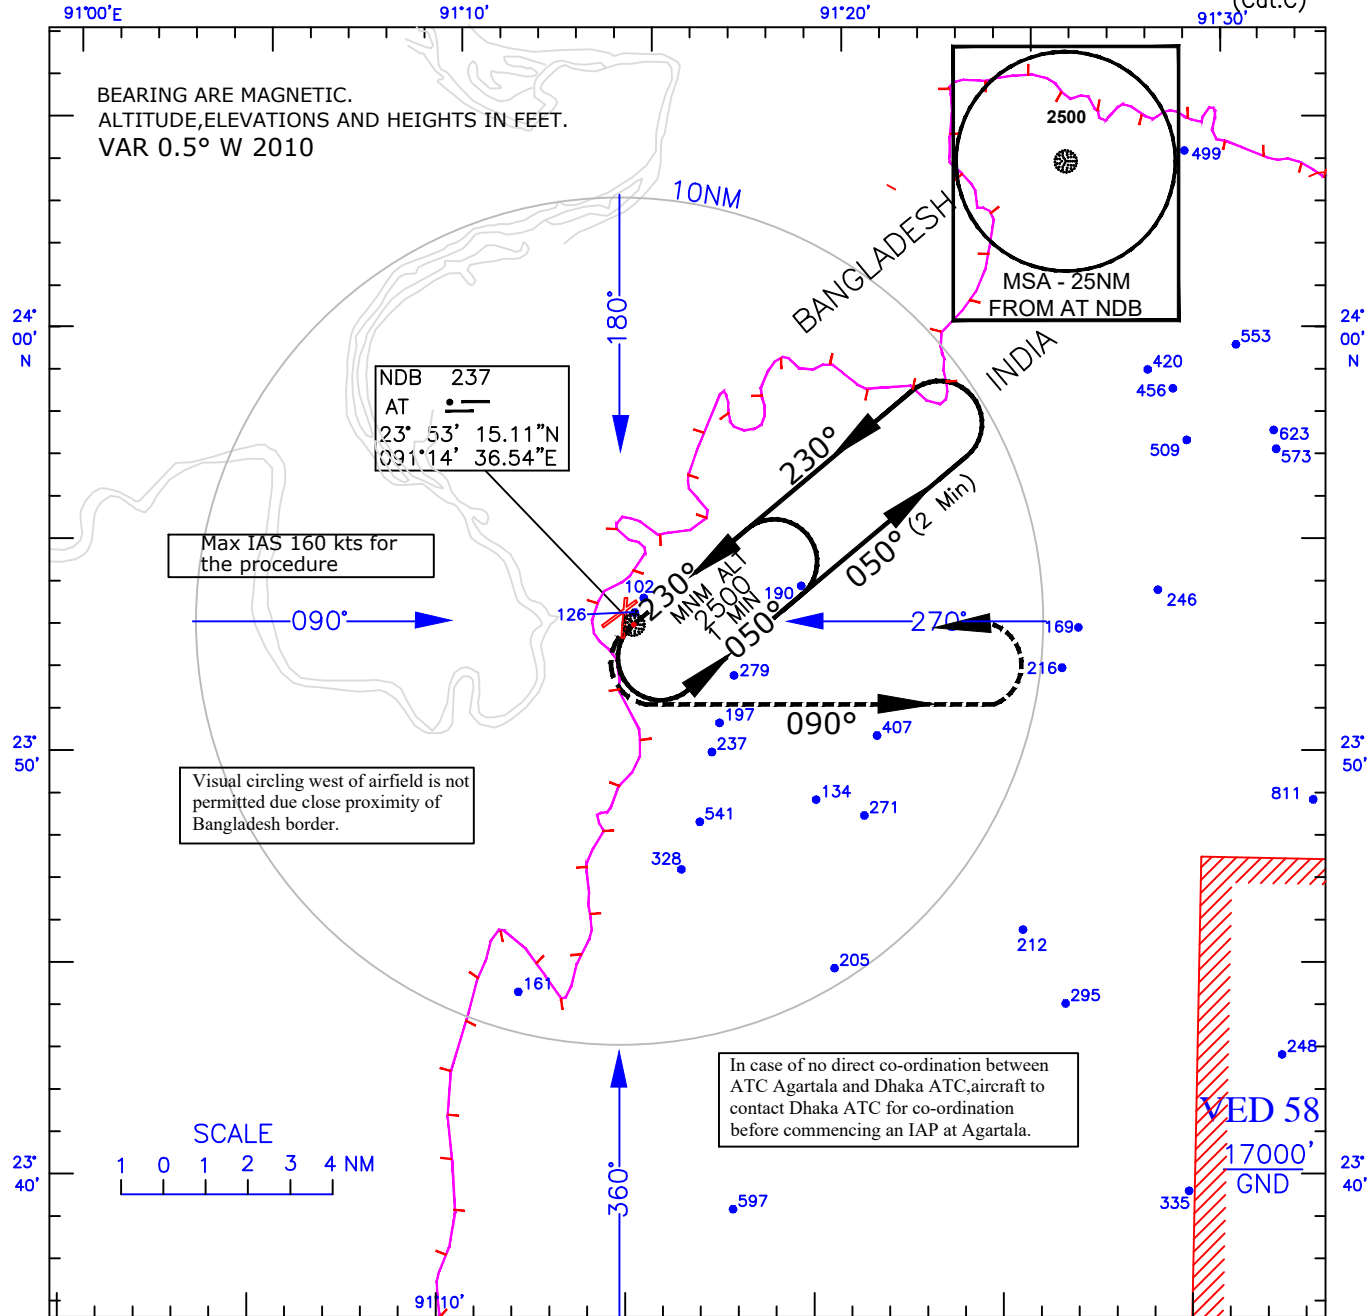 (Cat.C)
91°00'E
91°10'
91°20'
91°30'
BEARING ARE MAGNETIC.
ALTITUDE,ELEVATIONS AND HEIGHTS IN FEET.
VAR 0.5° W 2010
2500
499
10NM
BANGLADESH
MSA - 25NM
FROM AT NDB
180°
24°
00'
N
24°
00'
N
INDIA
553
420
456
NDB 237
AT
23° 53' 15.11"N
091°14' 36.54"E
623
573
509
230°
050° (2 Min)
Max IAS 160 kts for
the procedure
102
126
230°
MNM ALT
2500
1 MIN
050°
190
246
090°
270°
169
216
279
197
237
090°
407
23°
50'
23°
50'
Visual circling west of airfield is not
permitted due close proximity of
Bangladesh border.
134
271
541
328
811
212
205
161
295
248
In case of no direct co-ordination between
ATC Agartala and Dhaka ATC,aircraft to
contact Dhaka ATC for co-ordination
before commencing an IAP at Agartala.
VED 58
17000'
GND
SCALE
1 0 1 2 3 4 NM
23°
40'
23°
40'
360°
597
335
91°10'